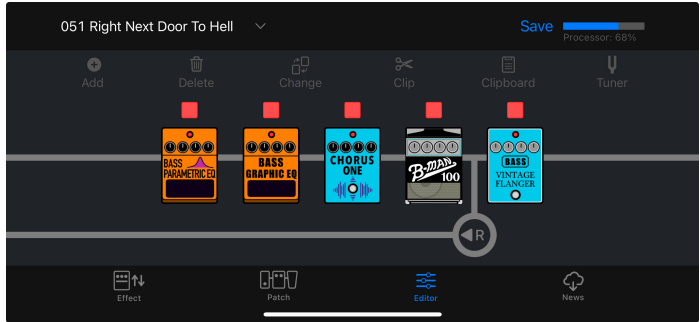 051 Right Next Door To Hell
Save
Processor: 68%
Add
Delete
Change
Clip
Clipboard
Tuner
BASS
PARAMETRIC EQ
BASS
GRAPHIC EQ
CHORUS
ONE
B-MAN
100
BASS
VINTAGE
FLANGER
R
Effect
Patch
Editor
News